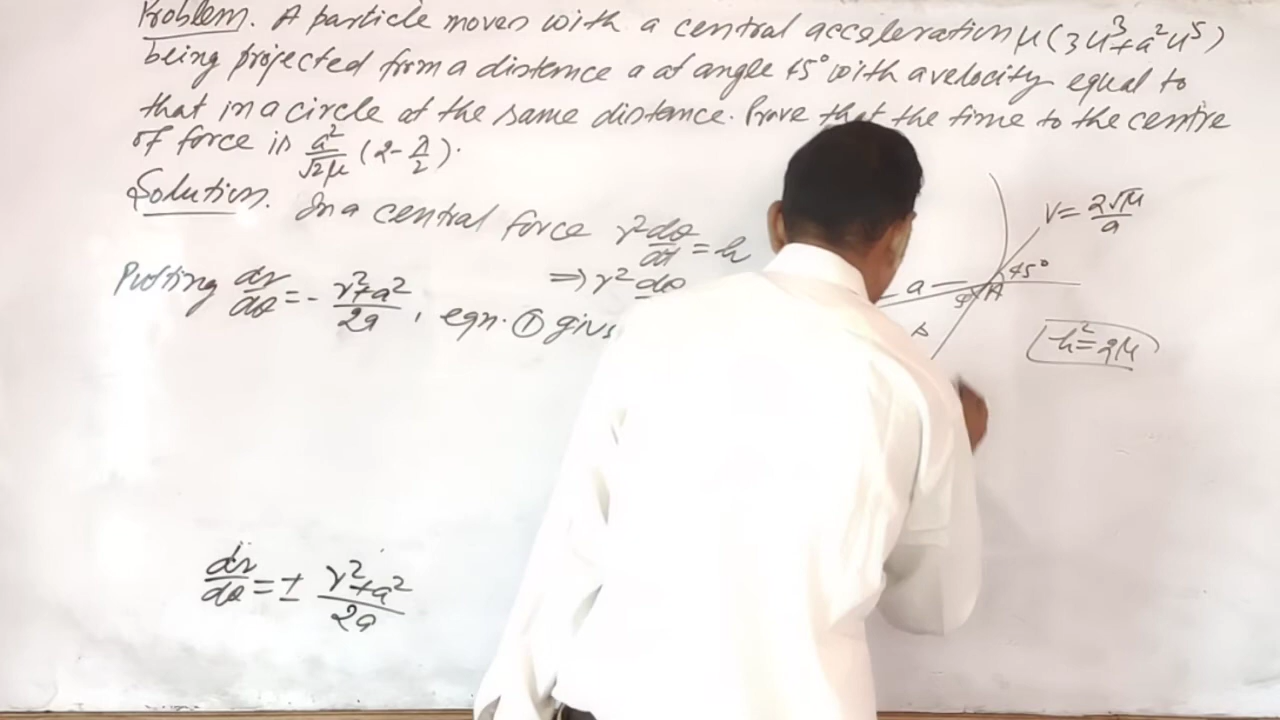 Problem. A particle moves with a central acceleration μ(3u³+a²u⁵)
being projected from a distance a at angle 45° with a velocity equal to
that in a circle at the same distance. Prove that the time to the centre
of force is a²/√2μ (2-π/2).
Solution. In a central force r²dθ/dt = h
⇒ r² dθ
Putting dr/dθ = - r²+a²/2a, eqn. ① gives
V = 2√μ/a
45°
a
φ A
h² = 2μ
dr/dθ = ± r²+a²/2a